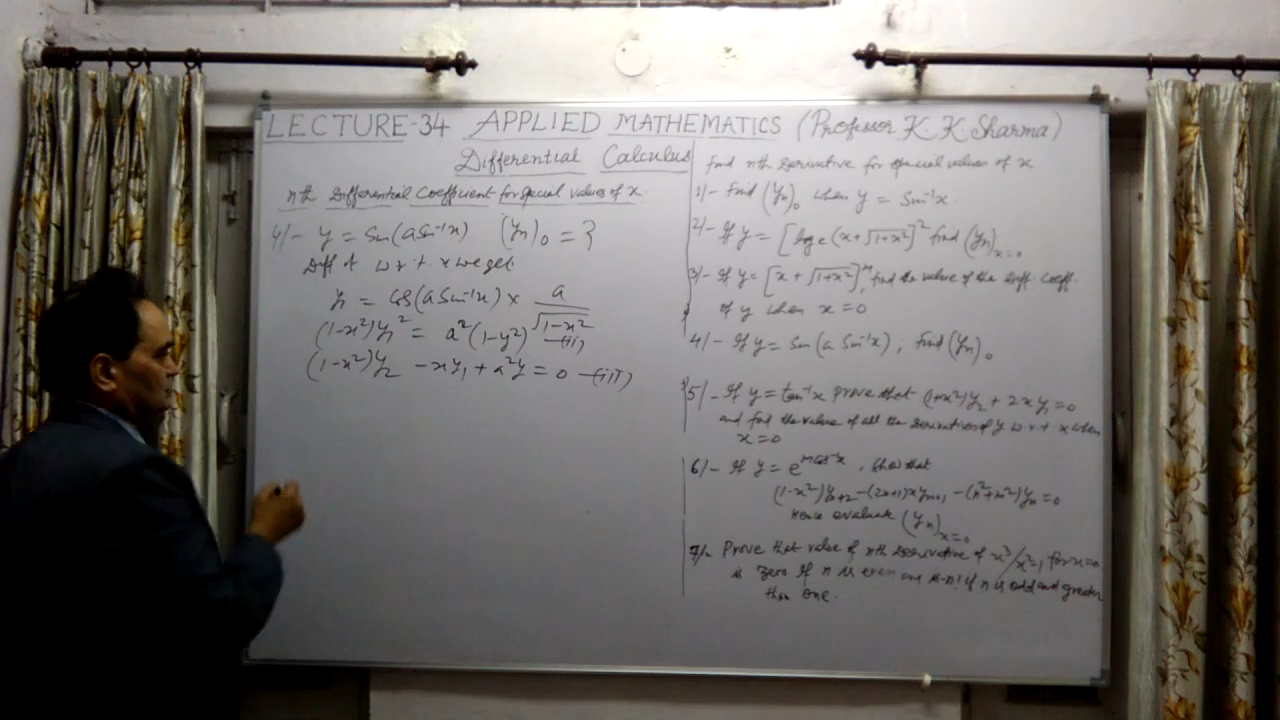 LECTURE-34 APPLIED MATHEMATICS (Professor K. K. Sharma)
Differential Calculus
nth Differential Coefficient for special values of x.
4/- y = Sin(a Sin⁻¹x) (yn)₀ = ?
Diff it w.r.t. x we get
y₁ = Cos(a Sin⁻¹x) × a/√1-x²
(1-x²)y₁² = a²(1-y²) —(ii)
(1-x²)y₂ - xy₁ + a²y = 0 —(iii)
Find nth Derivative for special values of x
1/- Find (yn)₀ when y = Sin⁻¹x.
2/- If y = [log e (x+√1+x²)]² find (yn)x=0
3/- If y = [x + √1+x²]ᵐ, find the value of the Diff. Coeff.
of y when x = 0
4/- If y = Sin (a Sin⁻¹x) ; Find (yn)₀
5/- If y = tan⁻¹x prove that (1+x²)y₂ + 2xy₁ = 0
and find the value of all the Derivatives of y w.r.t. x when
x = 0
6/- If y = e^m cos⁻¹x, Show that
(1-x²)yn+2 - (2n+1)xyn+1 - (n²+m²)yn = 0
Hence evaluate (yn)x=0
7/- Prove that value of nth Derivative of x³/x²-1 for x=0
is zero if n is even and is -n! if n is odd and greater
than one.